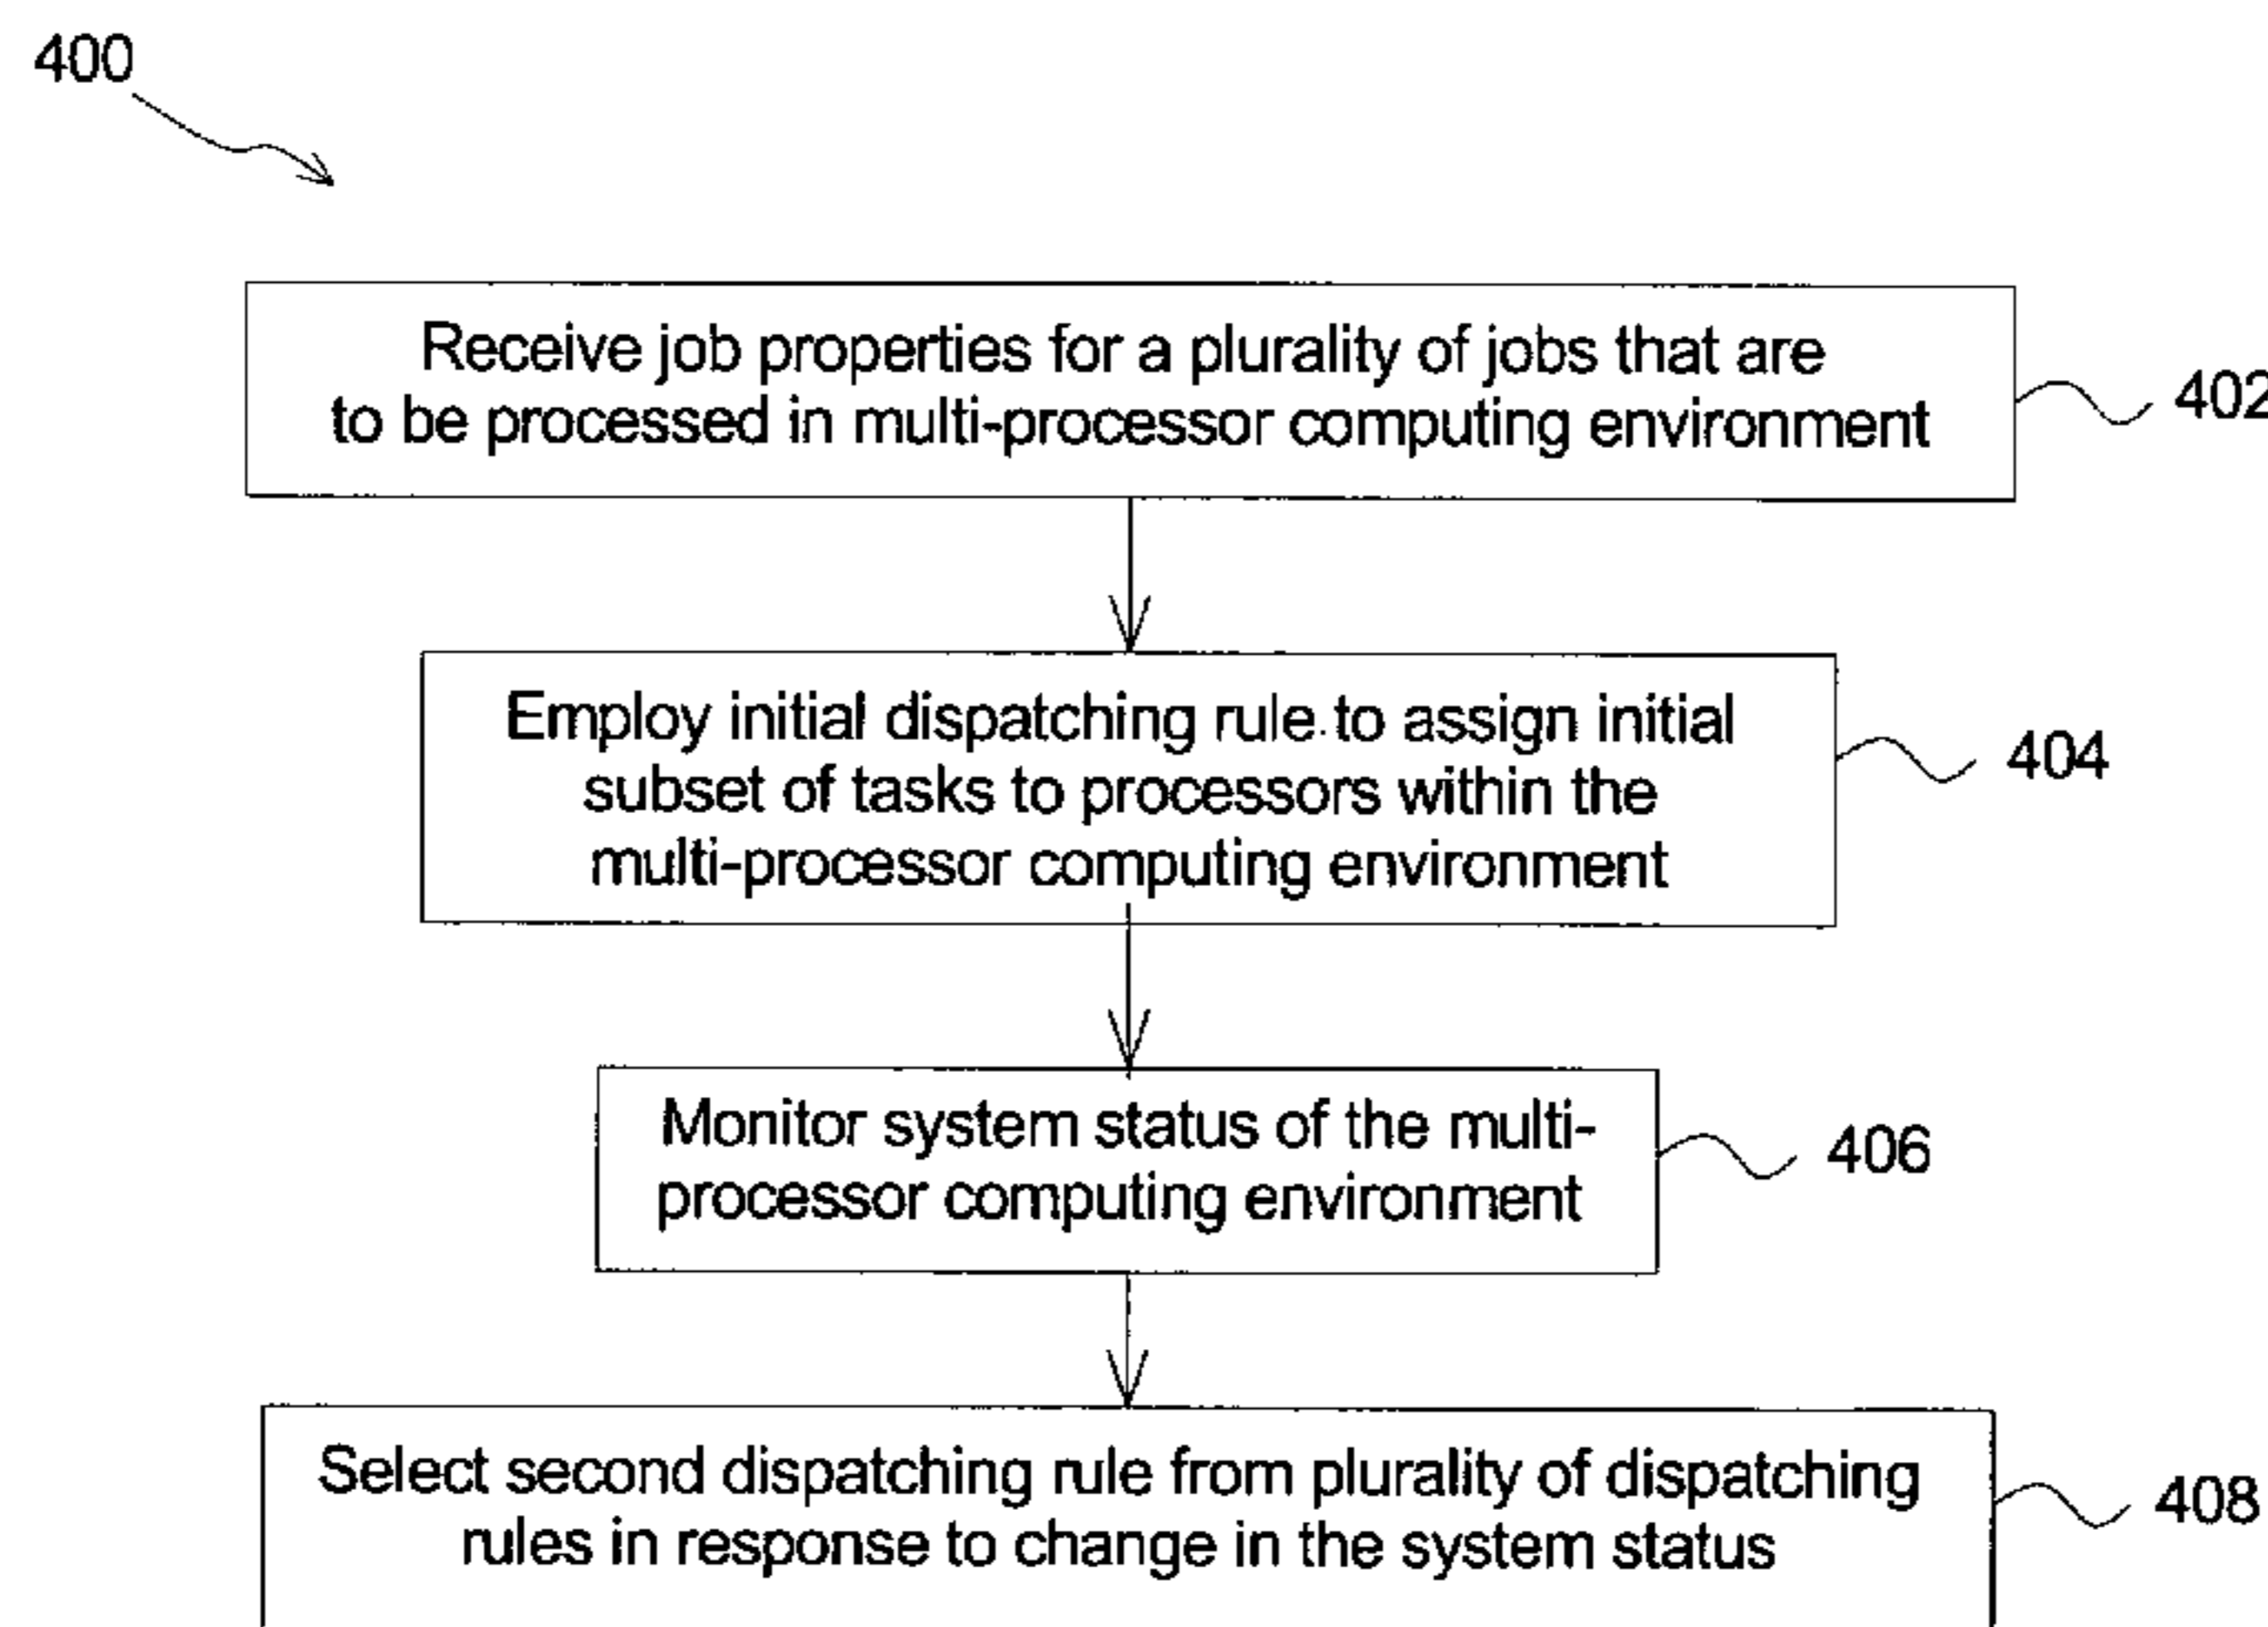 400
Receive job properties for a plurality of jobs that are
to be processed in multi-processor computing environment
402
Employ initial dispatching rule to assign initial
subset of tasks to processors within the
multi-processor computing environment
404
Monitor system status of the multi-
processor computing environment
406
Select second dispatching rule from plurality of dispatching
rules in response to change in the system status
408